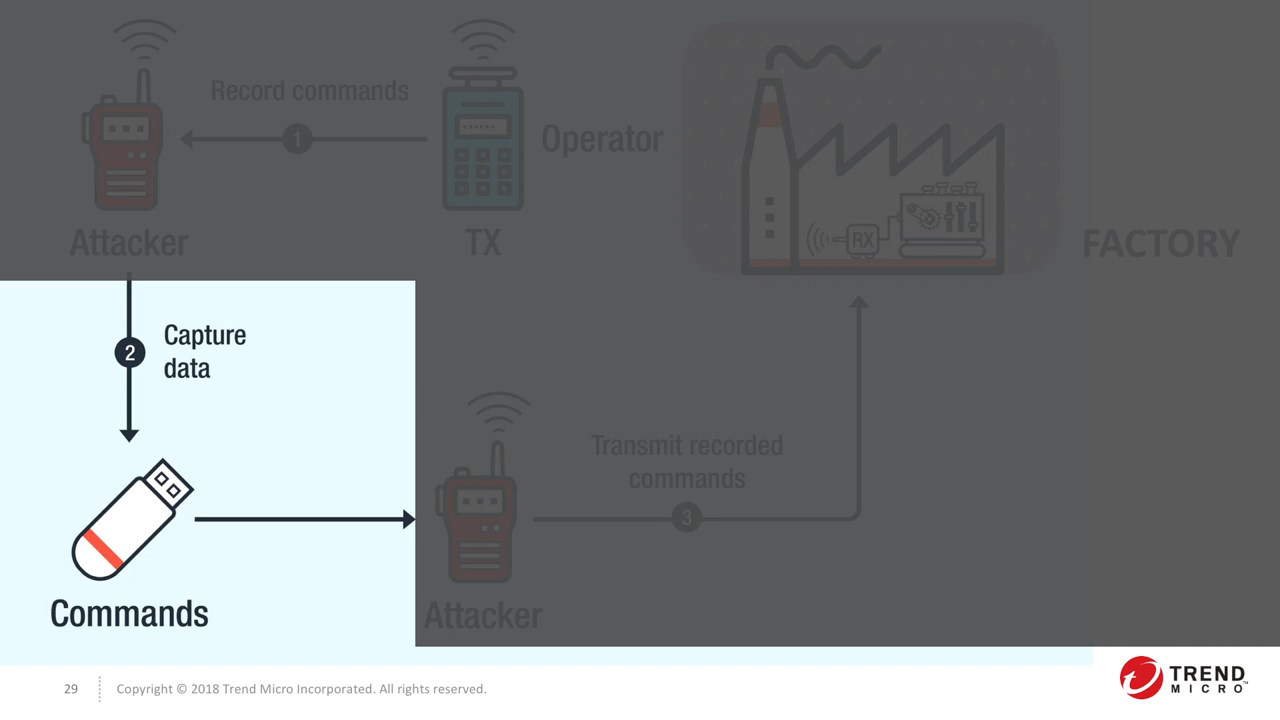 Record commands
1
Operator
Attacker
TX
RX
FACTORY
2
Capture
data
Transmit recorded
commands
3
Commands
Attacker
29
Copyright © 2018 Trend Micro Incorporated. All rights reserved.
TREND
MICRO™